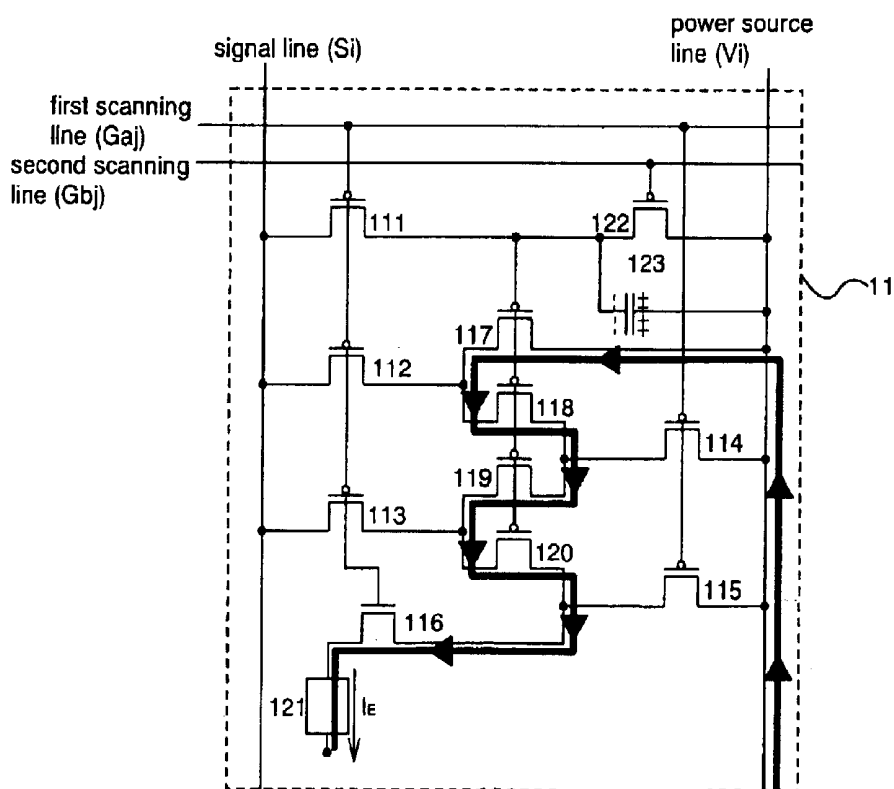 power source
line (Vi)
signal line (Si)
first scanning
line (Gaj)
second scanning
line (Gbj)
111
122
123
11
117
112
118
114
119
113
120
115
116
121
IE